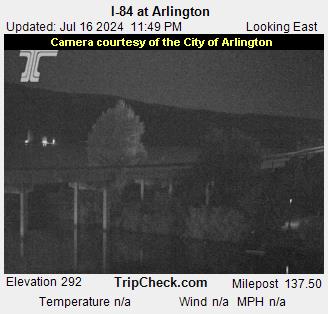 I-84 at Arlington
Updated: Jul 16 2024 11:49 PM Looking East
Camera courtesy of the City of Arlington
Elevation 292 TripCheck.com Milepost 137.50
Temperature n/a Wind n/a MPH n/a